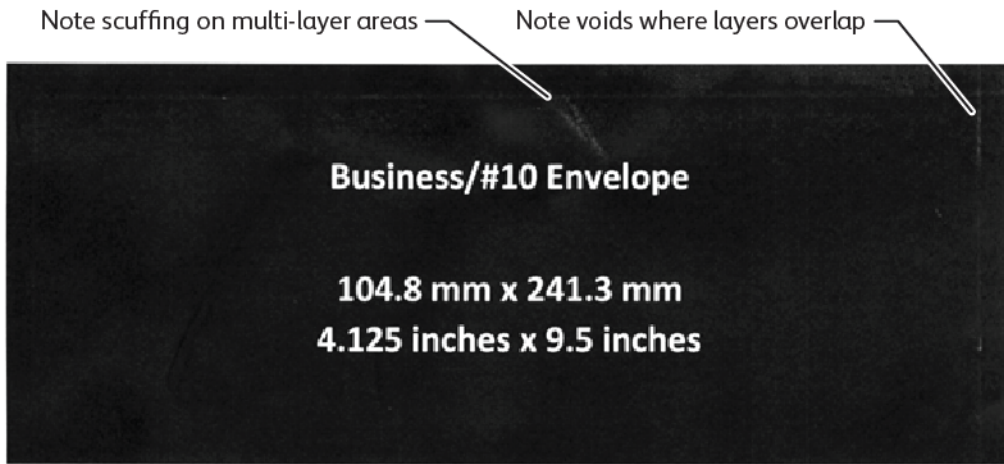 Note scuffing on multi-layer areas
Note voids where layers overlap
Business/#10 Envelope
104.8 mm x 241.3 mm
4.125 inches x 9.5 inches